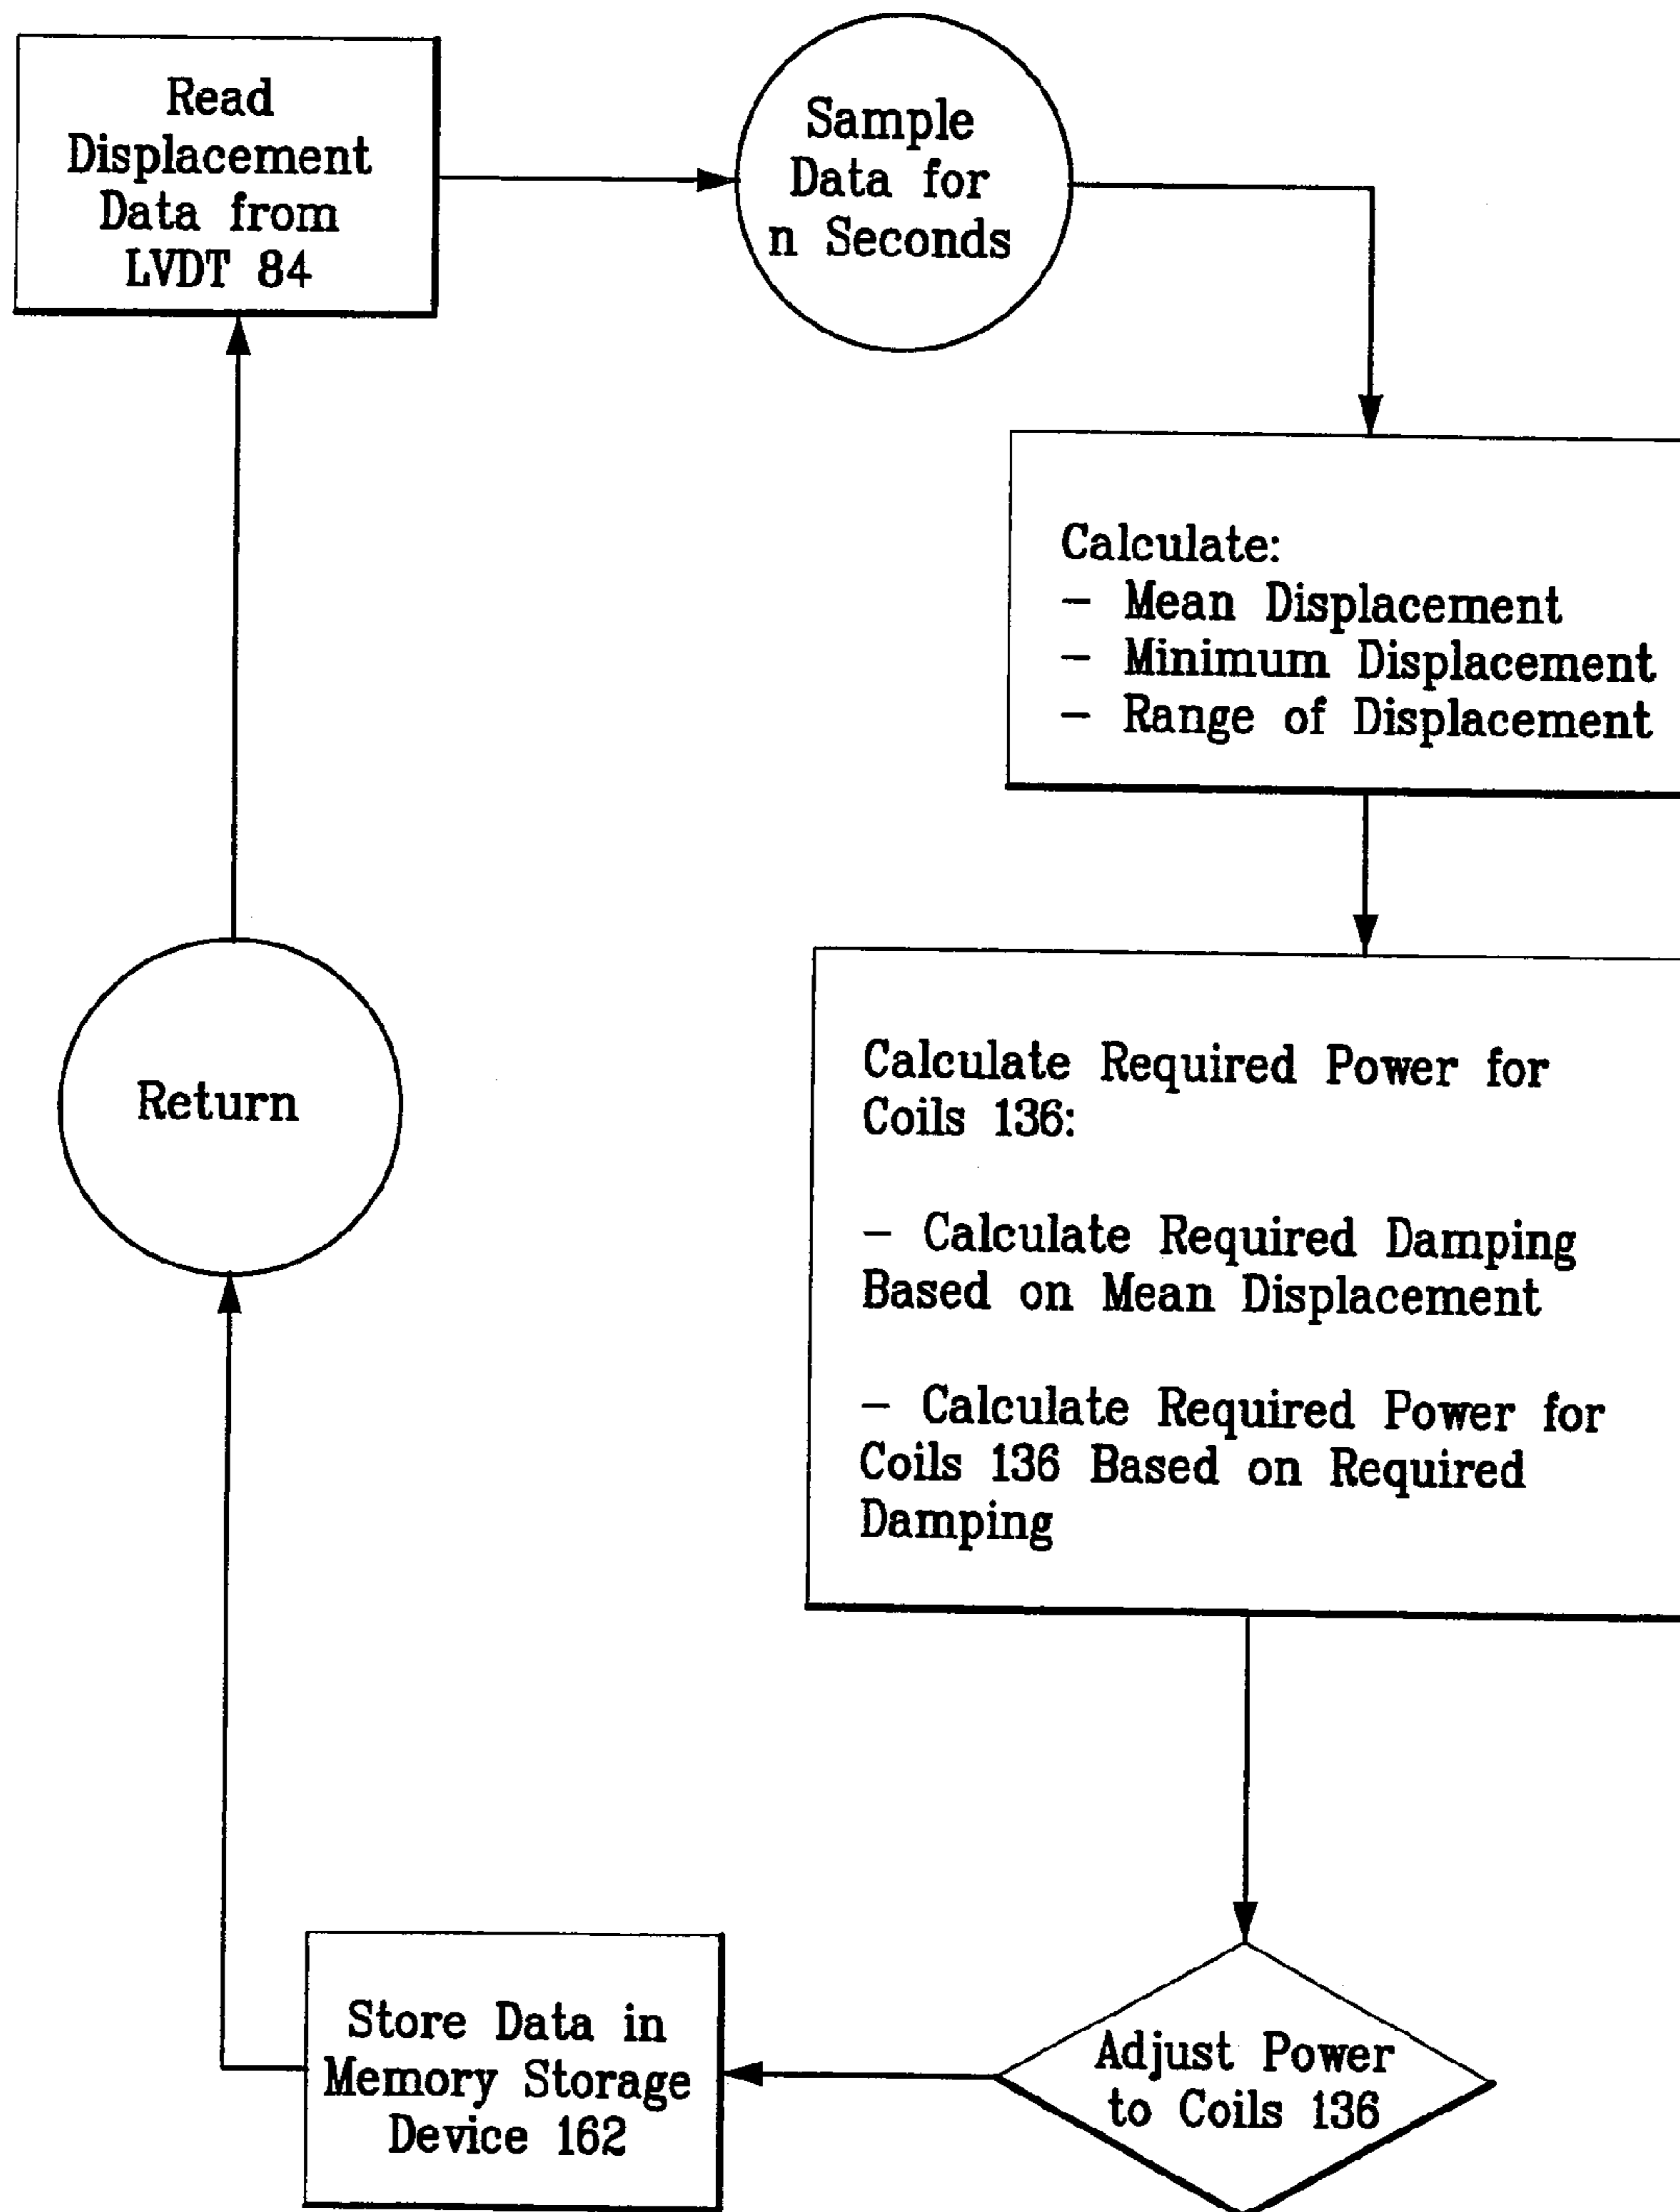 Read
Displacement
Data from
LVDT 84
Sample
Data for
n Seconds
Calculate:
– Mean Displacement
– Minimum Displacement
– Range of Displacement
Calculate Required Power for
Coils 136:
– Calculate Required Damping
Based on Mean Displacement
– Calculate Required Power for
Coils 136 Based on Required
Damping
Adjust Power
to Coils 136
Store Data in
Memory Storage
Device 162
Return